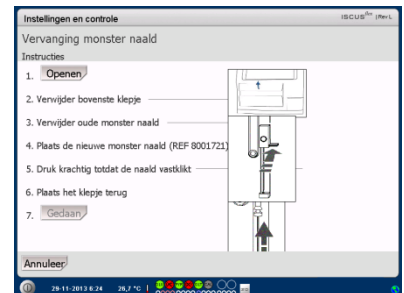 Instellingen en controle
ISCUS
Vervanging monster naald
Instructies
1. Openen
2. Verwijder bovenste klepje
3. Verwijder oude monster naald
4. Plaats de nieuwe monster naald (REF 8001721)
5. Druk krachtig totdat de naald vastklikt
6. Plaats het klepje terug
7. Gedaan
Annuleer
29-11-2013 6:24 26,7 °C